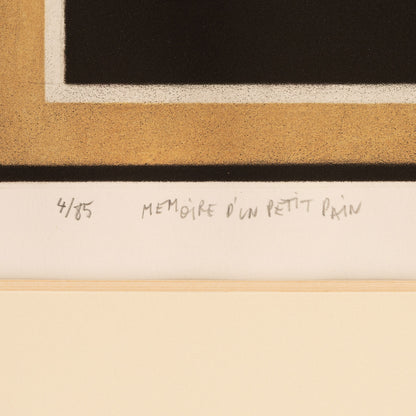 4/85 MEMOIRE D'UN PETIT PAIN